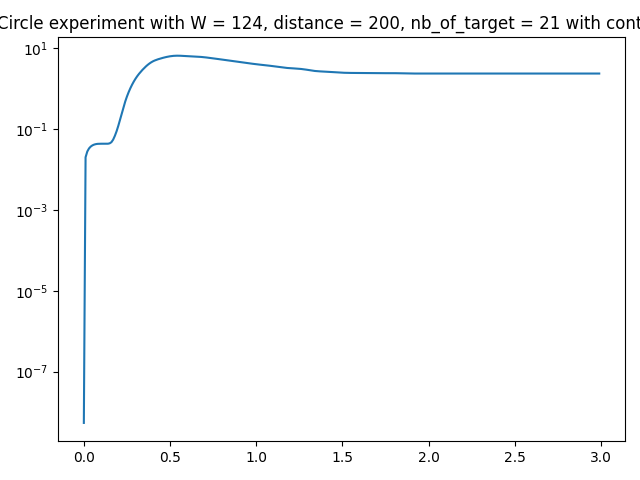 Circle experiment with W = 124, distance = 200, nb_of_target = 21 with cont
10¹
10⁻¹
10⁻³
10⁻⁵
10⁻⁷
0.0 0.5 1.0 1.5 2.0 2.5 3.0